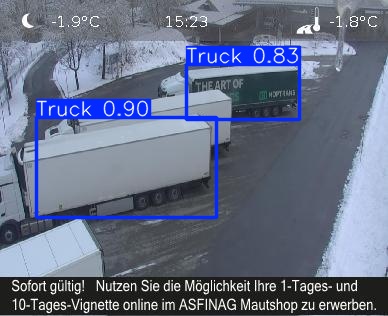 -1.9°C 15:23 -1.8°C
Truck 0.83
THE ART OF
HOPTRANS
Truck 0.90
Sofort gültig! Nutzen Sie die Möglichkeit Ihre 1-Tages- und
10-Tages-Vignette online im ASFINAG Mautshop zu erwerben.